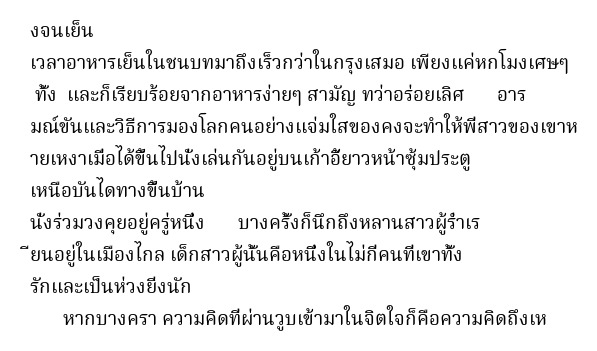 งจนเย็น
เวลาอาหารเย็นในชนบทมาถึงเร็วกว่าในกรุงเสมอ เพียงแค่หกโมงเศษๆ
ทั้ง และก็เรียบร้อยจากอาหารง่ายๆ สามัญ ทว่าอร่อยเลิศ อาร
มณ์ขันและวิธีการมองโลกคนอย่างแจ่มใสของคงจะทำให้พี่สาวของเขาห
ายเหงาเมื่อได้ขึ้นไปนั่งเล่นกันอยู่บนเก้าอี้ยาวหน้าซุ้มประตู
เหนือบันไดทางขึ้นบ้าน
นั่งร่วมวงคุยอยู่ครู่หนึ่ง บางครั้งก็นึกถึงหลานสาวผู้ร่ำเร
ียนอยู่ในเมืองไกล เด็กสาวผู้นั้นคือหนึ่งในไม่กี่คนที่เขาทั้ง
รักและเป็นห่วงยิ่งนัก
หากบางครา ความคิดที่ผ่านวูบเข้ามาในจิตใจก็คือความคิดถึงเห